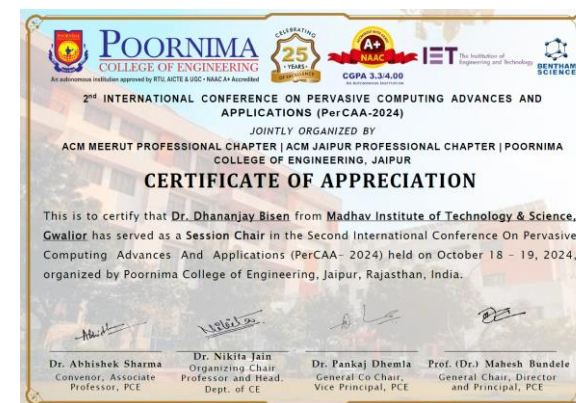 POORNIMA
COLLEGE OF ENGINEERING
An autonomous institution approved by RTU, AICTE & UGC • NAAC A+ Accredited
CELEBRATING
25
• YEARS •
OF EXCELLENCE
A+
NAAC
CGPA 3.3/4.00
IET The Institution of
Engineering and Technology
BENTHAM
SCIENCE
2nd INTERNATIONAL CONFERENCE ON PERVASIVE COMPUTING ADVANCES AND
APPLICATIONS (PerCAA-2024)
JOINTLY ORGANIZED BY
ACM MEERUT PROFESSIONAL CHAPTER | ACM JAIPUR PROFESSIONAL CHAPTER | POORNIMA
COLLEGE OF ENGINEERING, JAIPUR
CERTIFICATE OF APPRECIATION
This is to certify that Dr. Dhananjay Bisen from Madhav Institute of Technology & Science,
Gwalior has served as a Session Chair in the Second International Conference On Pervasive
Computing Advances And Applications (PerCAA– 2024) held on October 18 – 19, 2024,
organized by Poornima College of Engineering, Jaipur, Rajasthan, India.
Dr. Abhishek Sharma
Convenor, Associate
Professor, PCE
Dr. Nikita Jain
Organizing Chair
Professor and Head,
Dept. of CE
Dr. Pankaj Dhemla
General Co Chair,
Vice Principal, PCE
Prof. (Dr.) Mahesh Bundele
General Chair, Director
and Principal, PCE